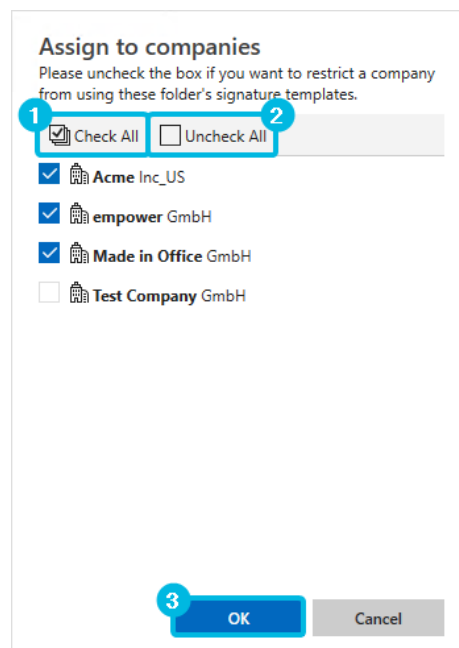 Assign to companies
Please uncheck the box if you want to restrict a company
from using these folder's signature templates.
1 2
Check All Uncheck All
Acme Inc_US
empower GmbH
Made in Office GmbH
Test Company GmbH
3
OK Cancel